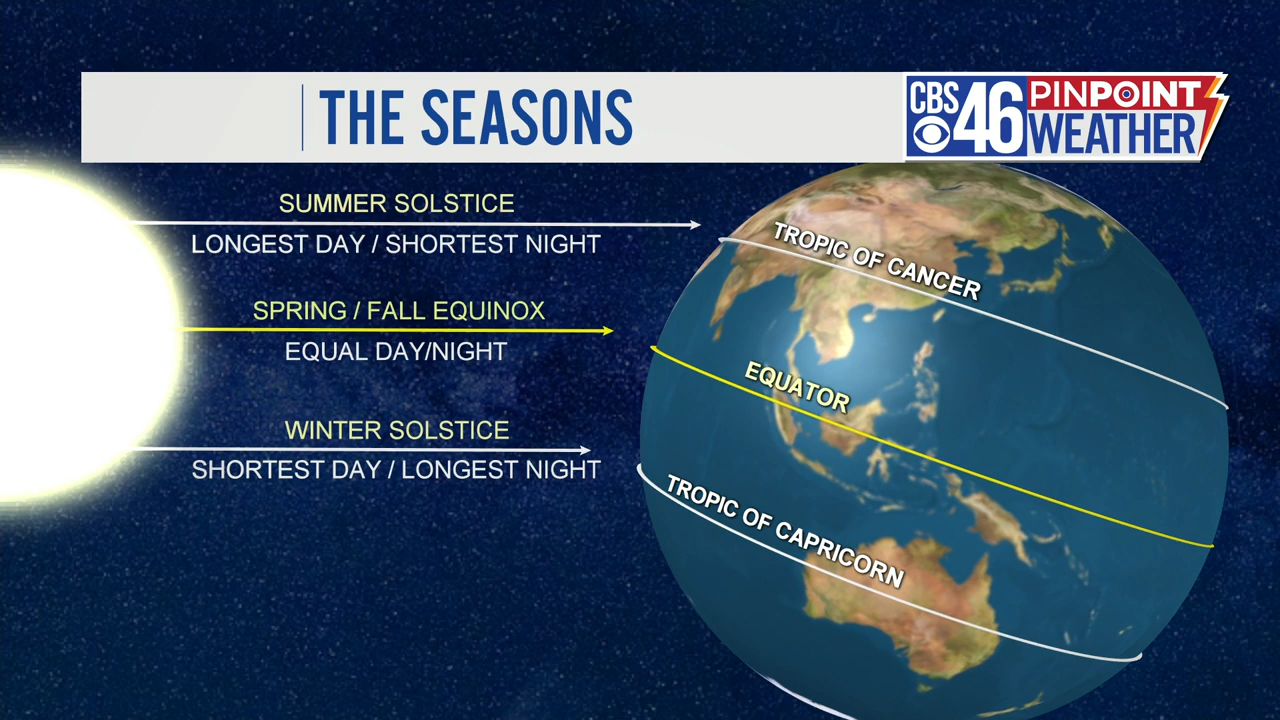 THE SEASONS
CBS 46 PINPOINT WEATHER
SUMMER SOLSTICE
LONGEST DAY / SHORTEST NIGHT
SPRING / FALL EQUINOX
EQUAL DAY/NIGHT
WINTER SOLSTICE
SHORTEST DAY / LONGEST NIGHT
TROPIC OF CANCER
EQUATOR
TROPIC OF CAPRICORN